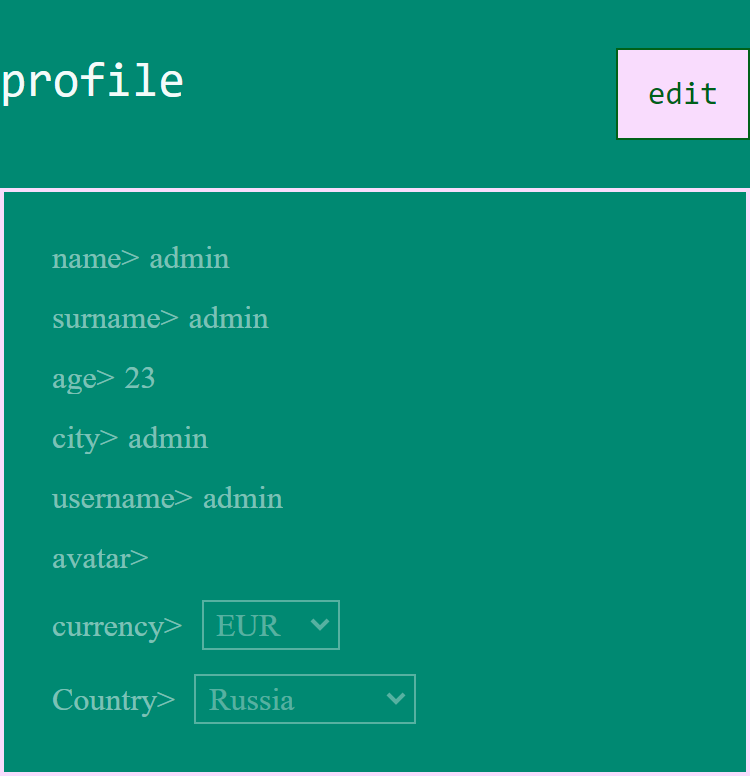 profile
edit
name> admin
surname> admin
age> 23
city> admin
username> admin
avatar>
currency> EUR
Country> Russia